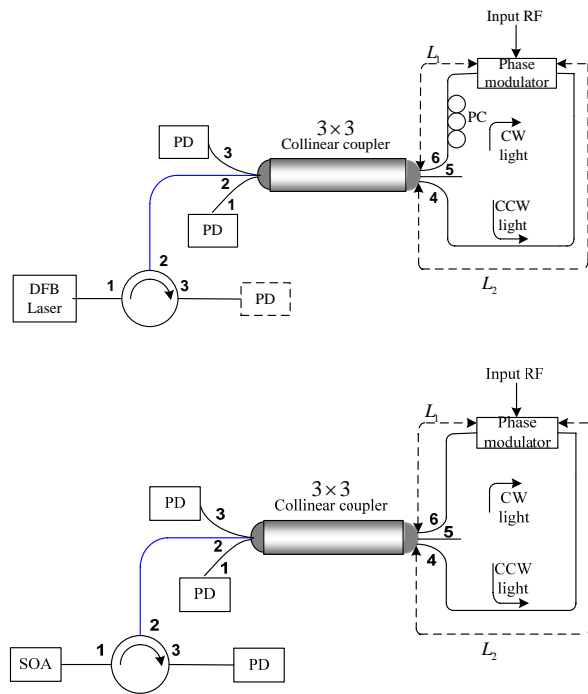 Input RF
L₁
Phase
modulator
PC
3 × 3
Collinear coupler
PD
3
2
1
PD
6
5
4
CW
light
CCW
light
L₂
2
DFB
Laser
1
3
PD
Input RF
L₁
Phase
modulator
3 × 3
Collinear coupler
PD
3
2
1
PD
6
5
4
CW
light
CCW
light
L₂
2
SOA
1
3
PD